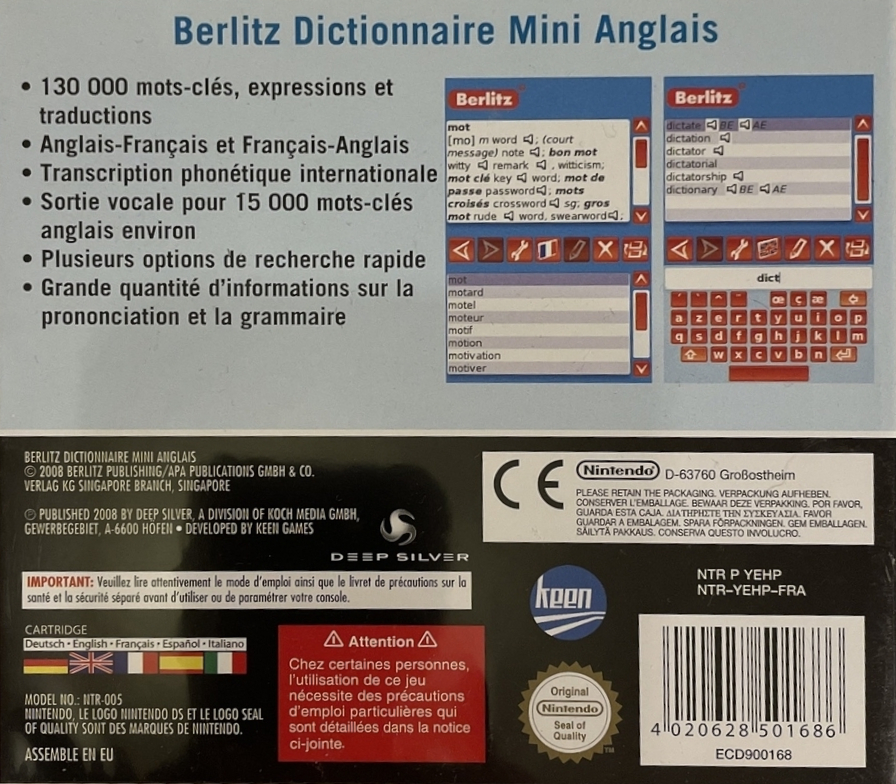 Berlitz Dictionnaire Mini Anglais
• 130 000 mots-clés, expressions et
traductions
• Anglais-Français et Français-Anglais
• Transcription phonétique internationale
• Sortie vocale pour 15 000 mots-clés
anglais environ
• Plusieurs options de recherche rapide
• Grande quantité d'informations sur la
prononciation et la grammaire
Berlitz
mot
[mo] m word ; (court
message) note ; bon mot
witty remark , witticism;
mot clé key word; mot de
passe password; mots
croisés crossword sg; gros
mot rude word, swearword;
mot
motard
motel
moteur
motif
motion
motivation
motiver
Berlitz
dictate BE AE
dictation
dictator
dictatorial
dictatorship
dictionary BE AE
dict
œ ç æ
a z e r t y u i o p
q s d f g h j k l m
w x c v b n
BERLITZ DICTIONNAIRE MINI ANGLAIS
© 2008 BERLITZ PUBLISHING/APA PUBLICATIONS GMBH & CO.
VERLAG KG SINGAPORE BRANCH, SINGAPORE
℗ PUBLISHED 2008 BY DEEP SILVER, A DIVISION OF KOCH MEDIA GMBH,
GEWERBEGEBIET, A-6600 HÖFEN • DEVELOPED BY KEEN GAMES
DEEP SILVER
IMPORTANT: Veuillez lire attentivement le mode d'emploi ainsi que le livret de précautions sur la
santé et la sécurité séparé avant d'utiliser ou de paramétrer votre console.
CARTRIDGE
Deutsch • English • Français • Español • Italiano
MODEL NO.: NTR-005
NINTENDO, LE LOGO NINTENDO DS ET LE LOGO SEAL
OF QUALITY SONT DES MARQUES DE NINTENDO.
ASSEMBLE EN EU
Attention
Chez certaines personnes,
l'utilisation de ce jeu
nécessite des précautions
d'emploi particulières qui
sont détaillées dans la notice
ci-jointe.
CE
Nintendo D-63760 Großostheim
PLEASE RETAIN THE PACKAGING. VERPACKUNG AUFHEBEN.
CONSERVER L'EMBALLAGE. BEWAAR DEZE VERPAKKING. POR FAVOR,
GUARDA ESTA CAJA. ΔΙΑΤΗΡΗΣΤΕ ΤΗΝ ΣΥΣΚΕΥΑΣΙΑ. FAVOR
GUARDAR A EMBALAGEM. SPARA FÖRPACKNINGEN. GEM EMBALLAGEN.
SÄILYTÄ PAKKAUS. CONSERVA QUESTO INVOLUCRO.
keen
NTR P YEHP
NTR-YEHP-FRA
Original
Nintendo
Seal of
Quality
TM
4 020628 501686
ECD900168